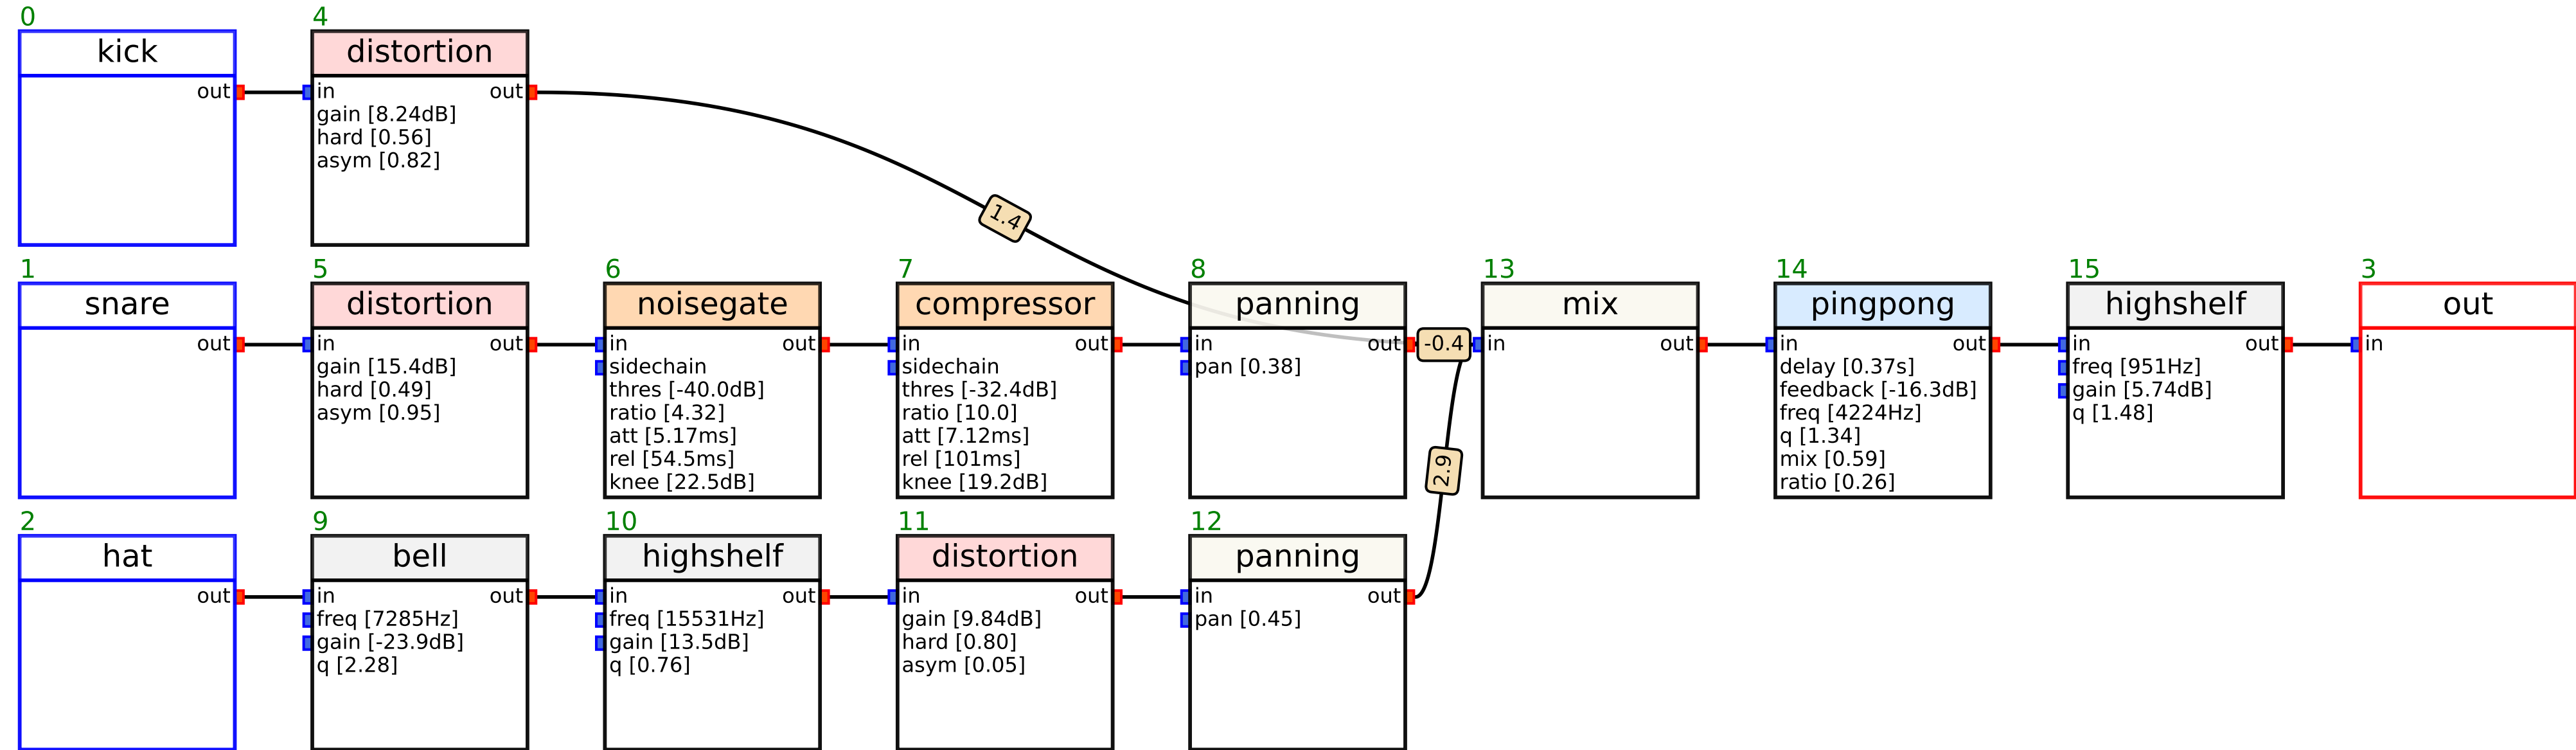 0
kick
out
4
distortion
in out
gain [8.24dB]
hard [0.56]
asym [0.82]
1.4
1
snare
out
5
distortion
in out
gain [15.4dB]
hard [0.49]
asym [0.95]
6
noisegate
in out
sidechain
thres [-40.0dB]
ratio [4.32]
att [5.17ms]
rel [54.5ms]
knee [22.5dB]
7
compressor
in out
sidechain
thres [-32.4dB]
ratio [10.0]
att [7.12ms]
rel [101ms]
knee [19.2dB]
8
panning
in out
pan [0.38]
-0.4
2.9
13
mix
in out
14
pingpong
in out
delay [0.37s]
feedback [-16.3dB]
freq [4224Hz]
q [1.34]
mix [0.59]
ratio [0.26]
15
highshelf
in out
freq [951Hz]
gain [5.74dB]
q [1.48]
3
out
in
2
hat
out
9
bell
in out
freq [7285Hz]
gain [-23.9dB]
q [2.28]
10
highshelf
in out
freq [15531Hz]
gain [13.5dB]
q [0.76]
11
distortion
in out
gain [9.84dB]
hard [0.80]
asym [0.05]
12
panning
in out
pan [0.45]